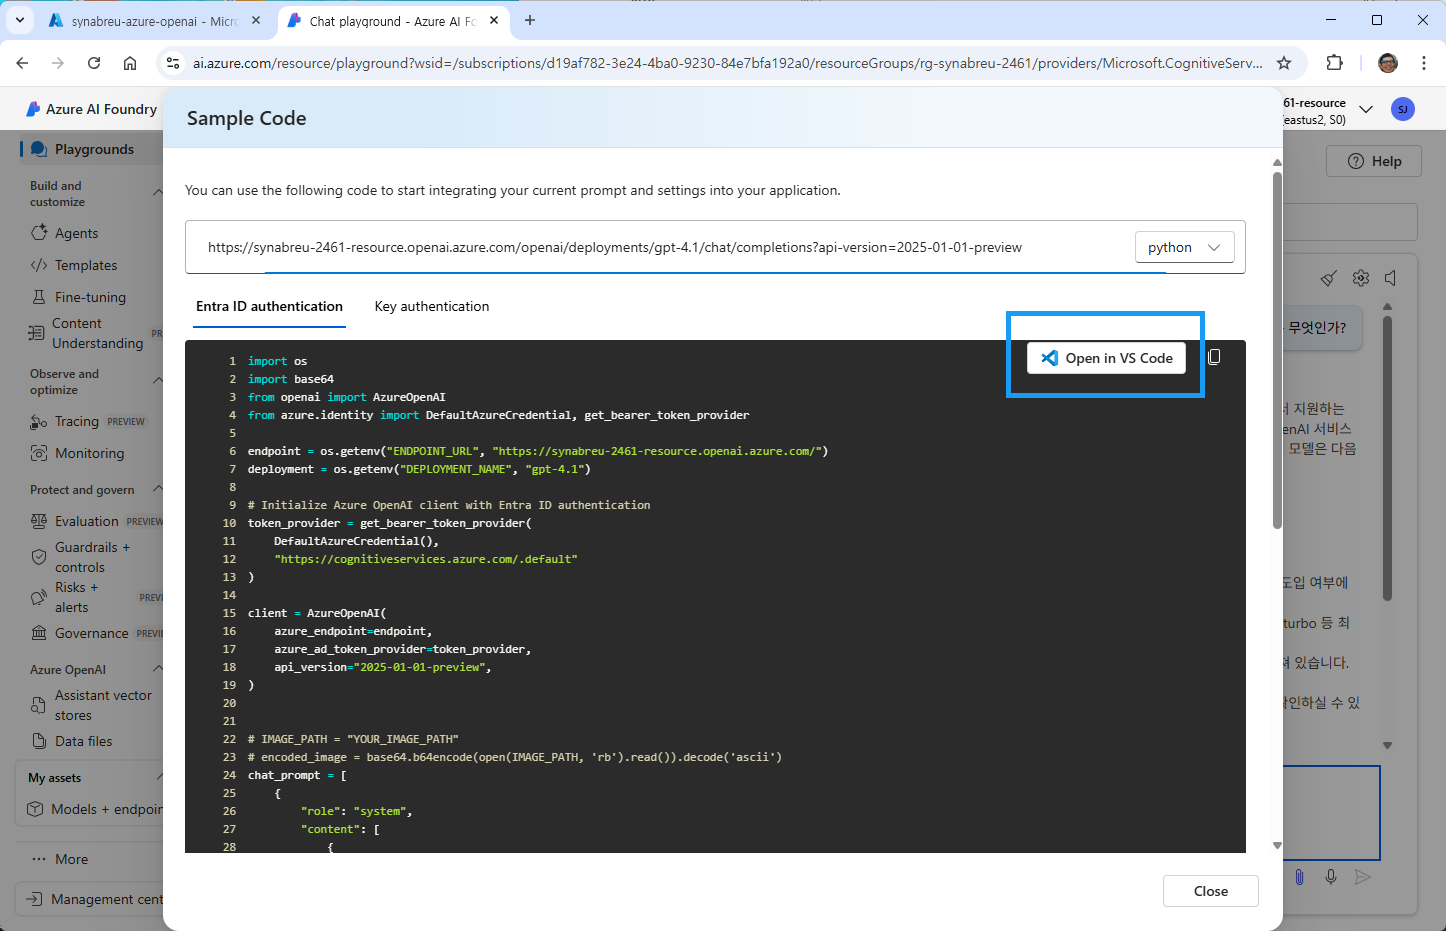 synabreu-azure-openai - Micr
Chat playground - Azure AI Fo
ai.azure.com/resource/playground?wsid=/subscriptions/d19af782-3e24-4ba0-9230-84e7bfa192a0/resourceGroups/rg-synabreu-2461/providers/Microsoft.CognitiveServ...
Azure AI Foundry
61-resource
(eastus2, S0)
SJ
Playgrounds
Build and
customize
Agents
Templates
Fine-tuning
Content
Understanding
PR
Observe and
optimize
Tracing PREVIEW
Monitoring
Protect and govern
Evaluation PREVIEW
Guardrails +
controls
Risks +
alerts
PREVI
Governance PREVIE
Azure OpenAI
Assistant vector
stores
Data files
My assets
Models + endpoin
More
Management cent
Sample Code
You can use the following code to start integrating your current prompt and settings into your application.
https://synabreu-2461-resource.openai.azure.com/openai/deployments/gpt-4.1/chat/completions?api-version=2025-01-01-preview
python
Entra ID authentication Key authentication
Open in VS Code
1 import os
2 import base64
3 from openai import AzureOpenAI
4 from azure.identity import DefaultAzureCredential, get_bearer_token_provider
5
6 endpoint = os.getenv("ENDPOINT_URL", "https://synabreu-2461-resource.openai.azure.com/")
7 deployment = os.getenv("DEPLOYMENT_NAME", "gpt-4.1")
8
9 # Initialize Azure OpenAI client with Entra ID authentication
10 token_provider = get_bearer_token_provider(
11 DefaultAzureCredential(),
12 "https://cognitiveservices.azure.com/.default"
13 )
14
15 client = AzureOpenAI(
16 azure_endpoint=endpoint,
17 azure_ad_token_provider=token_provider,
18 api_version="2025-01-01-preview",
19 )
20
21
22 # IMAGE_PATH = "YOUR_IMAGE_PATH"
23 # encoded_image = base64.b64encode(open(IMAGE_PATH, 'rb').read()).decode('ascii')
24 chat_prompt = [
25 {
26 "role": "system",
27 "content": [
28 {
Close
Help
무엇인가?
지원하는
enAI 서비스
모델은 다음
도입 여부에
turbo 등 최
있습니다.
확인하실 수 있